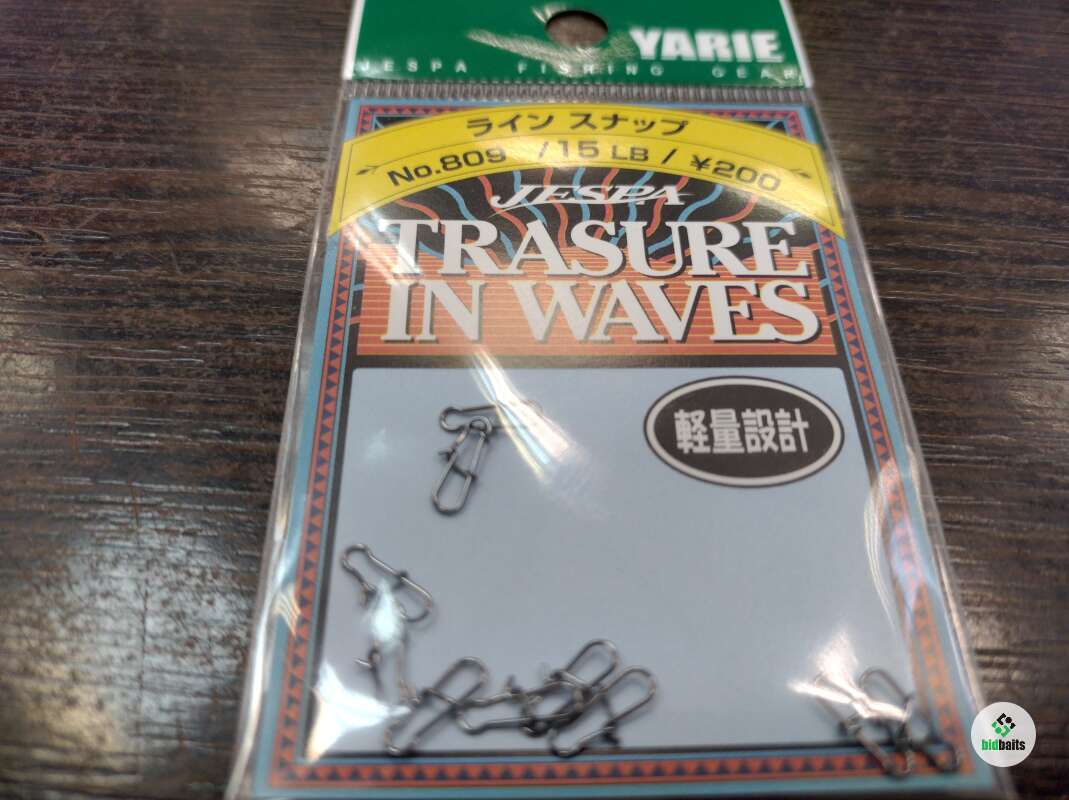 YARIE
JESPA FISHING GEAR
ライン スナップ
No.809 /15 LB / ¥200
JESPA
TRASURE
IN WAVES
軽量設計
bidbaits